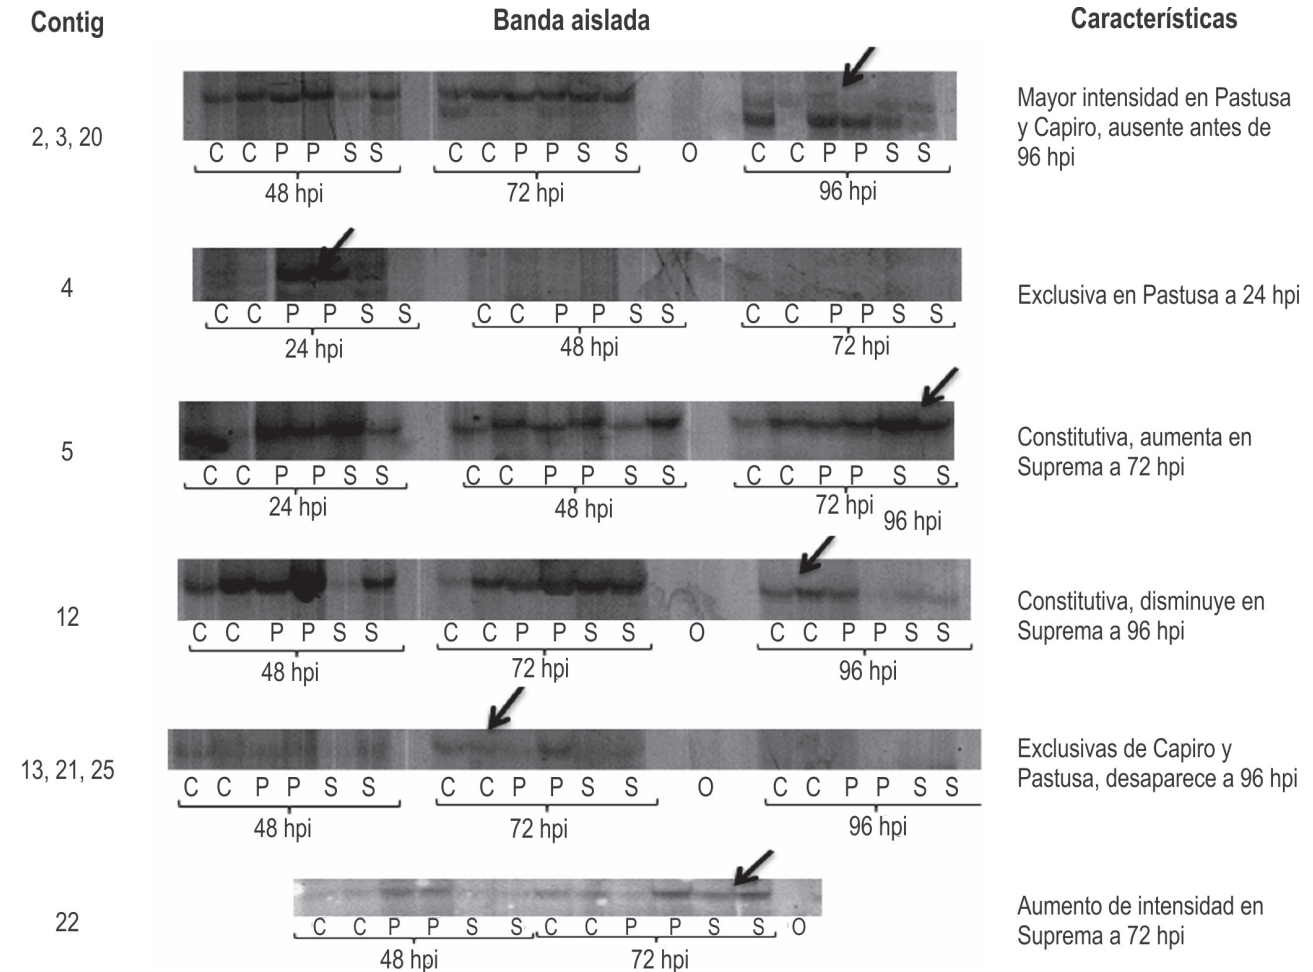 Contig Banda aislada Características
2, 3, 20
Mayor intensidad en Pastusa
y Capiro, ausente antes de
96 hpi
C C P P S S C C P P S S O C C P P S S
48 hpi 72 hpi 96 hpi
4
Exclusiva en Pastusa a 24 hpi
C C P P S S C C P P S S C C P P S S
24 hpi 48 hpi 72 hpi
5
Constitutiva, aumenta en
Suprema a 72 hpi
C C P P S S C C P P S S C C P P S S
24 hpi 48 hpi 72 hpi
96 hpi
12
Constitutiva, disminuye en
Suprema a 96 hpi
C C P P S S C C P P S S O C C P P S S
48 hpi 72 hpi 96 hpi
13, 21, 25
Exclusivas de Capiro y
Pastusa, desaparece a 96 hpi
C C P P S S C C P P S S O C C P P S S
48 hpi 72 hpi 96 hpi
22
Aumento de intensidad en
Suprema a 72 hpi
C C P P S S C C P P S S O
48 hpi 72 hpi